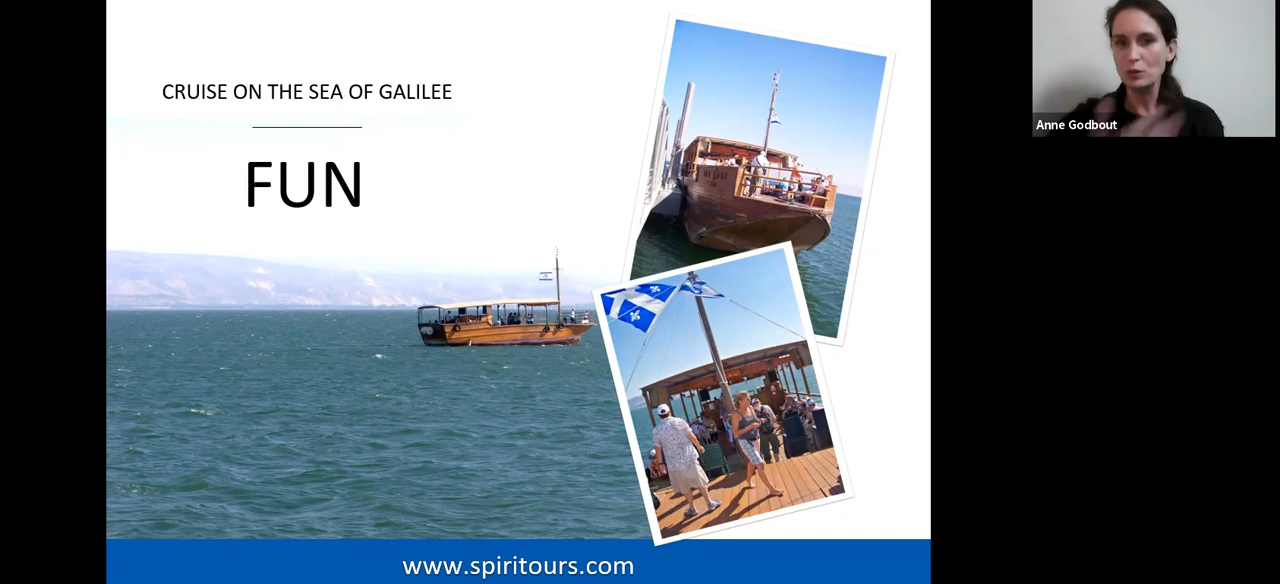 CRUISE ON THE SEA OF GALILEE
FUN
www.spiritours.com
Anne Godbout